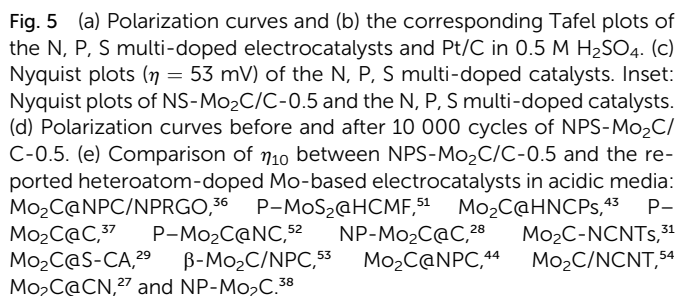 Fig. 5 (a) Polarization curves and (b) the corresponding Tafel plots of
the N, P, S multi-doped electrocatalysts and Pt/C in 0.5 M H₂SO₄. (c)
Nyquist plots (η = 53 mV) of the N, P, S multi-doped catalysts. Inset:
Nyquist plots of NS-Mo₂C/C-0.5 and the N, P, S multi-doped catalysts.
(d) Polarization curves before and after 10 000 cycles of NPS-Mo₂C/
C-0.5. (e) Comparison of η₁₀ between NPS-Mo₂C/C-0.5 and the re-
ported heteroatom-doped Mo-based electrocatalysts in acidic media:
Mo₂C@NPC/NPRGO,³⁶ P–MoS₂@HCMF,⁵¹ Mo₂C@HNCPs,⁴³ P–
Mo₂C@C,³⁷ P–Mo₂C@NC,⁵² NP-Mo₂C@C,²⁸ Mo₂C-NCNTs,³¹
Mo₂C@S-CA,²⁹ β-Mo₂C/NPC,⁵³ Mo₂C@NPC,⁴⁴ Mo₂C/NCNT,⁵⁴
Mo₂C@CN,²⁷ and NP-Mo₂C.³⁸